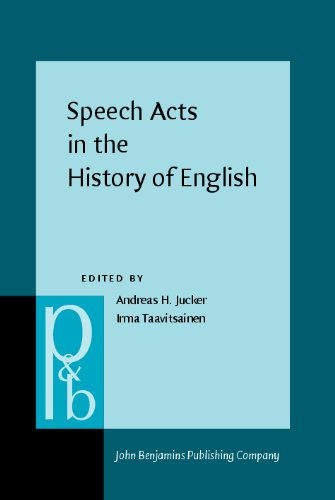 Speech Acts
in the
History of English
EDITED BY
Andreas H. Jucker
Irma Taavitsainen
p
&
b
John Benjamins Publishing Company